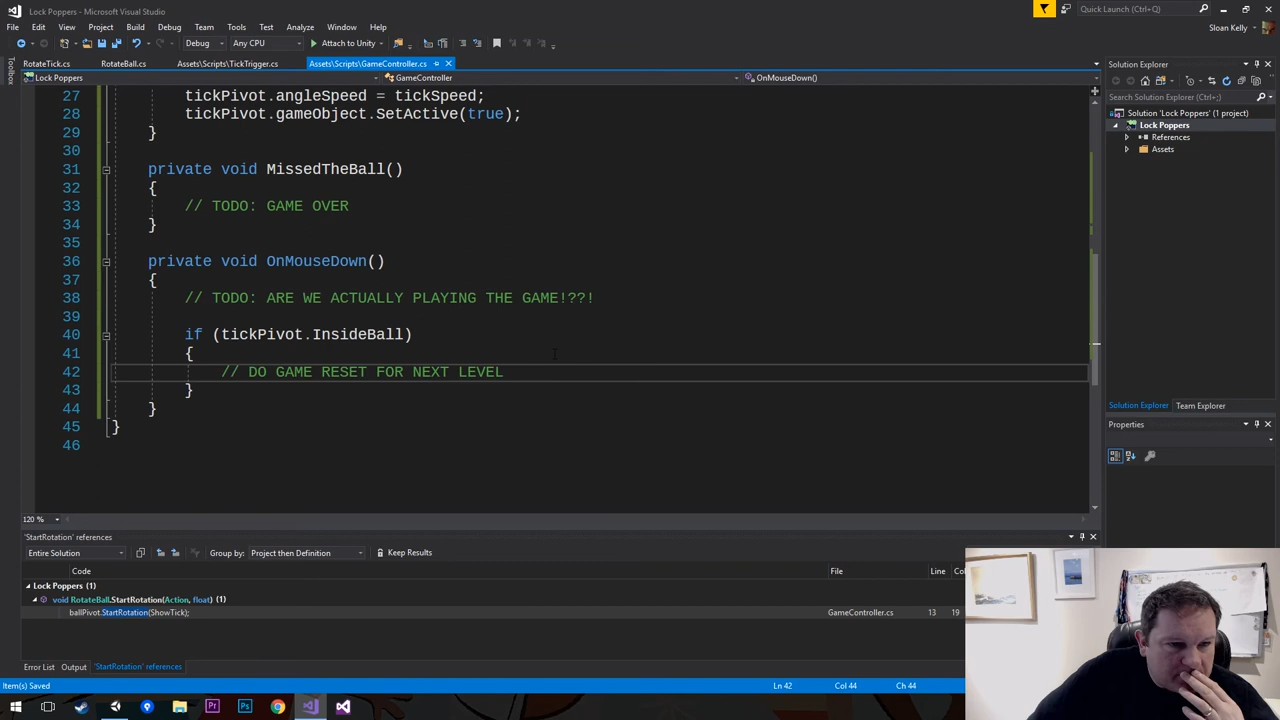 Lock Poppers - Microsoft Visual Studio
Quick Launch (Ctrl+Q)
File Edit View Project Build Debug Team Tools Test Analyze Window Help
Sloan Kelly
Debug Any CPU Attach to Unity
RotateTick.cs RotateBall.cs Assets\Scripts\TickTrigger.cs Assets\Scripts\GameController.cs
Lock Poppers GameController OnMouseDown()
Toolbox
27 tickPivot.angleSpeed = tickSpeed;
28 tickPivot.gameObject.SetActive(true);
29 }
30
31 private void MissedTheBall()
32 {
33 // TODO: GAME OVER
34 }
35
36 private void OnMouseDown()
37 {
38 // TODO: ARE WE ACTUALLY PLAYING THE GAME!??!
39
40 if (tickPivot.InsideBall)
41 {
42 // DO GAME RESET FOR NEXT LEVEL
43 }
44 }
45 }
46
120 %
Solution Explorer
Search Solution Explorer (Ctrl+;)
Solution 'Lock Poppers' (1 project)
Lock Poppers
References
Assets
Solution Explorer Team Explorer
Properties
'StartRotation' references
Entire Solution Group by: Project then Definition Keep Results
Code File Line Col
Lock Poppers (1)
void RotateBall.StartRotation(Action, float) (1)
ballPivot.StartRotation(ShowTick); GameController.cs 13 19
Error List Output 'StartRotation' references
Item(s) Saved Ln 42 Col 44 Ch 44